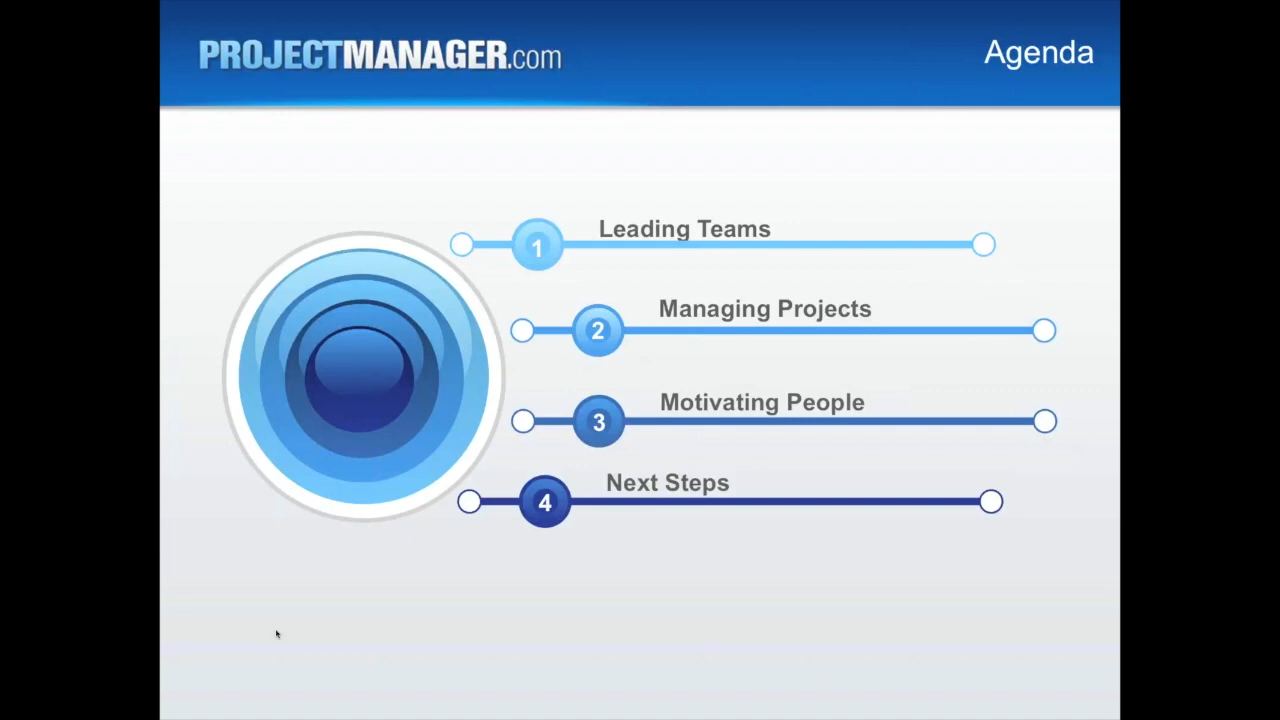 PROJECTMANAGER.com
Agenda
1 Leading Teams
2 Managing Projects
3 Motivating People
4 Next Steps